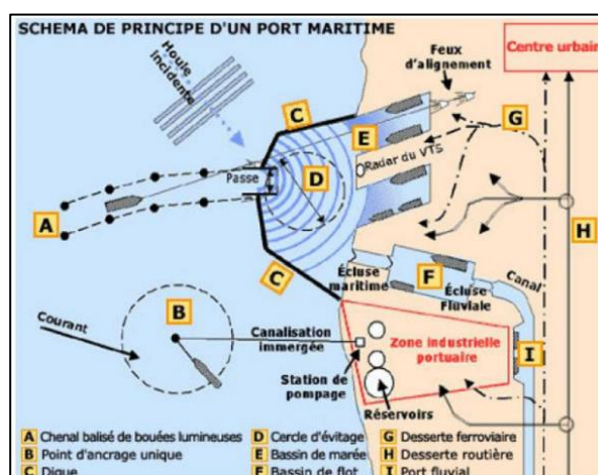 SCHEMA DE PRINCIPE D'UN PORT MARITIME
Houle
incidente
Feux
d'alignement
Centre urbain
C
E
G
Radar du VTS
Passe
D
A
H
C
Écluse
maritime
F
Écluse
Fluviale
Canal
B
Courant
Canalisation
immergée
Zone industrielle
portuaire
I
Station de
pompage
Réservoirs
A Chenal balisé de bouées lumineuses
B Point d'ancrage unique
C Digue
D Cercle d'évitage
E Bassin de marée
F Bassin de flot
G Desserte ferroviaire
H Desserte routière
I Port fluvial